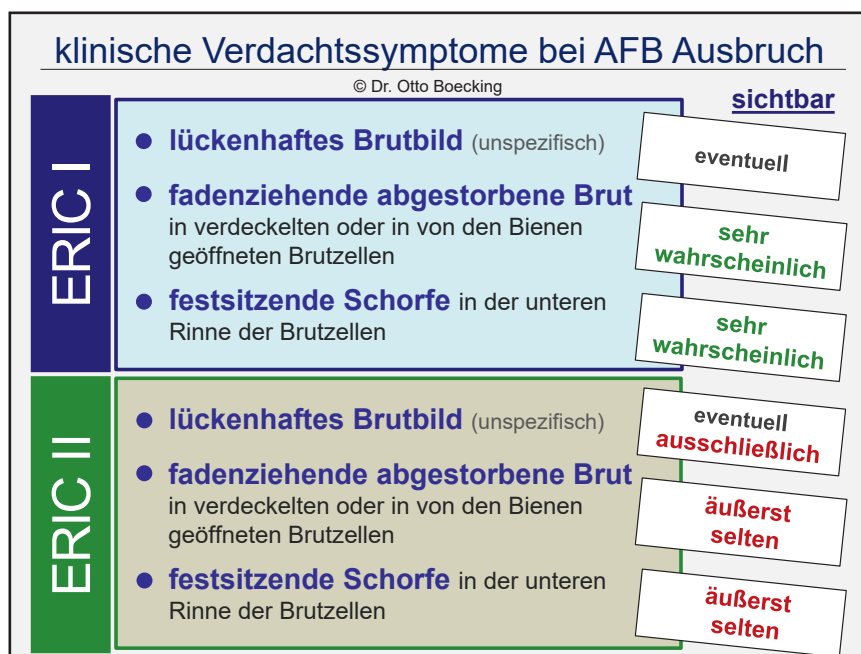 klinische Verdachtssymptome bei AFB Ausbruch
© Dr. Otto Boecking
sichtbar
ERIC I
• lückenhaftes Brutbild (unspezifisch)
eventuell
• fadenziehende abgestorbene Brut
in verdeckelten oder in von den Bienen
geöffneten Brutzellen
sehr
wahrscheinlich
• festsitzende Schorfe in der unteren
Rinne der Brutzellen
sehr
wahrscheinlich
ERIC II
• lückenhaftes Brutbild (unspezifisch)
eventuell
ausschließlich
• fadenziehende abgestorbene Brut
in verdeckelten oder in von den Bienen
geöffneten Brutzellen
äußerst
selten
• festsitzende Schorfe in der unteren
Rinne der Brutzellen
äußerst
selten